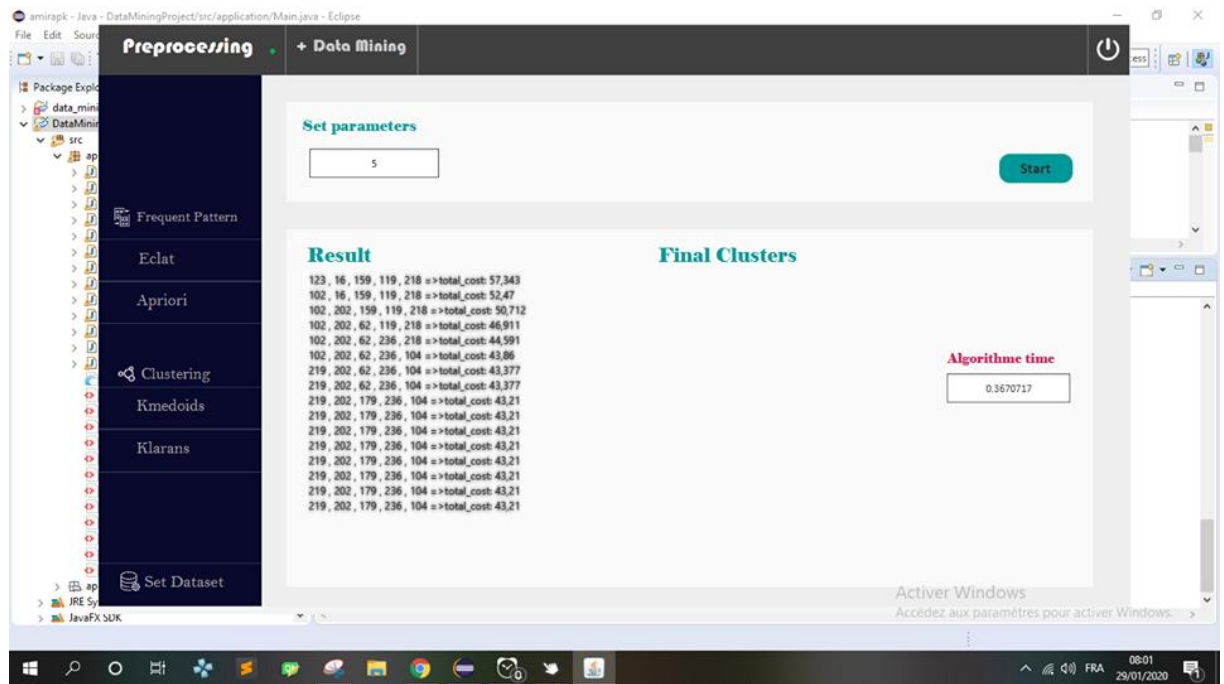 amirapk - Java - DataMiningProject/src/application/Main.java - Eclipse
File Edit Sourc
Preprocessing . + Data Mining
ess
Package Explo
data_mini
DataMinin
src
ap
Set parameters
5
Start
Frequent Pattern
Eclat
Apriori
Clustering
Kmedoids
Klarans
Set Dataset
Result
123 , 16 , 159 , 119 , 218 =>total_cost: 57,343
102 , 16 , 159 , 119 , 218 =>total_cost: 52,47
102 , 202 , 159 , 119 , 218 =>total_cost: 50,712
102 , 202 , 62 , 119 , 218 =>total_cost: 46,911
102 , 202 , 62 , 236 , 218 =>total_cost: 44,591
102 , 202 , 62 , 236 , 104 =>total_cost: 43,86
219 , 202 , 62 , 236 , 104 =>total_cost: 43,377
219 , 202 , 62 , 236 , 104 =>total_cost: 43,377
219 , 202 , 179 , 236 , 104 =>total_cost: 43,21
219 , 202 , 179 , 236 , 104 =>total_cost: 43,21
219 , 202 , 179 , 236 , 104 =>total_cost: 43,21
219 , 202 , 179 , 236 , 104 =>total_cost: 43,21
219 , 202 , 179 , 236 , 104 =>total_cost: 43,21
219 , 202 , 179 , 236 , 104 =>total_cost: 43,21
219 , 202 , 179 , 236 , 104 =>total_cost: 43,21
219 , 202 , 179 , 236 , 104 =>total_cost: 43,21
Final Clusters
Algorithme time
0.3670717
ap
JRE Sy
JavaFX SDK
Activer Windows
Accédez aux paramètres pour activer Windows.
FRA
08:01
29/01/2020